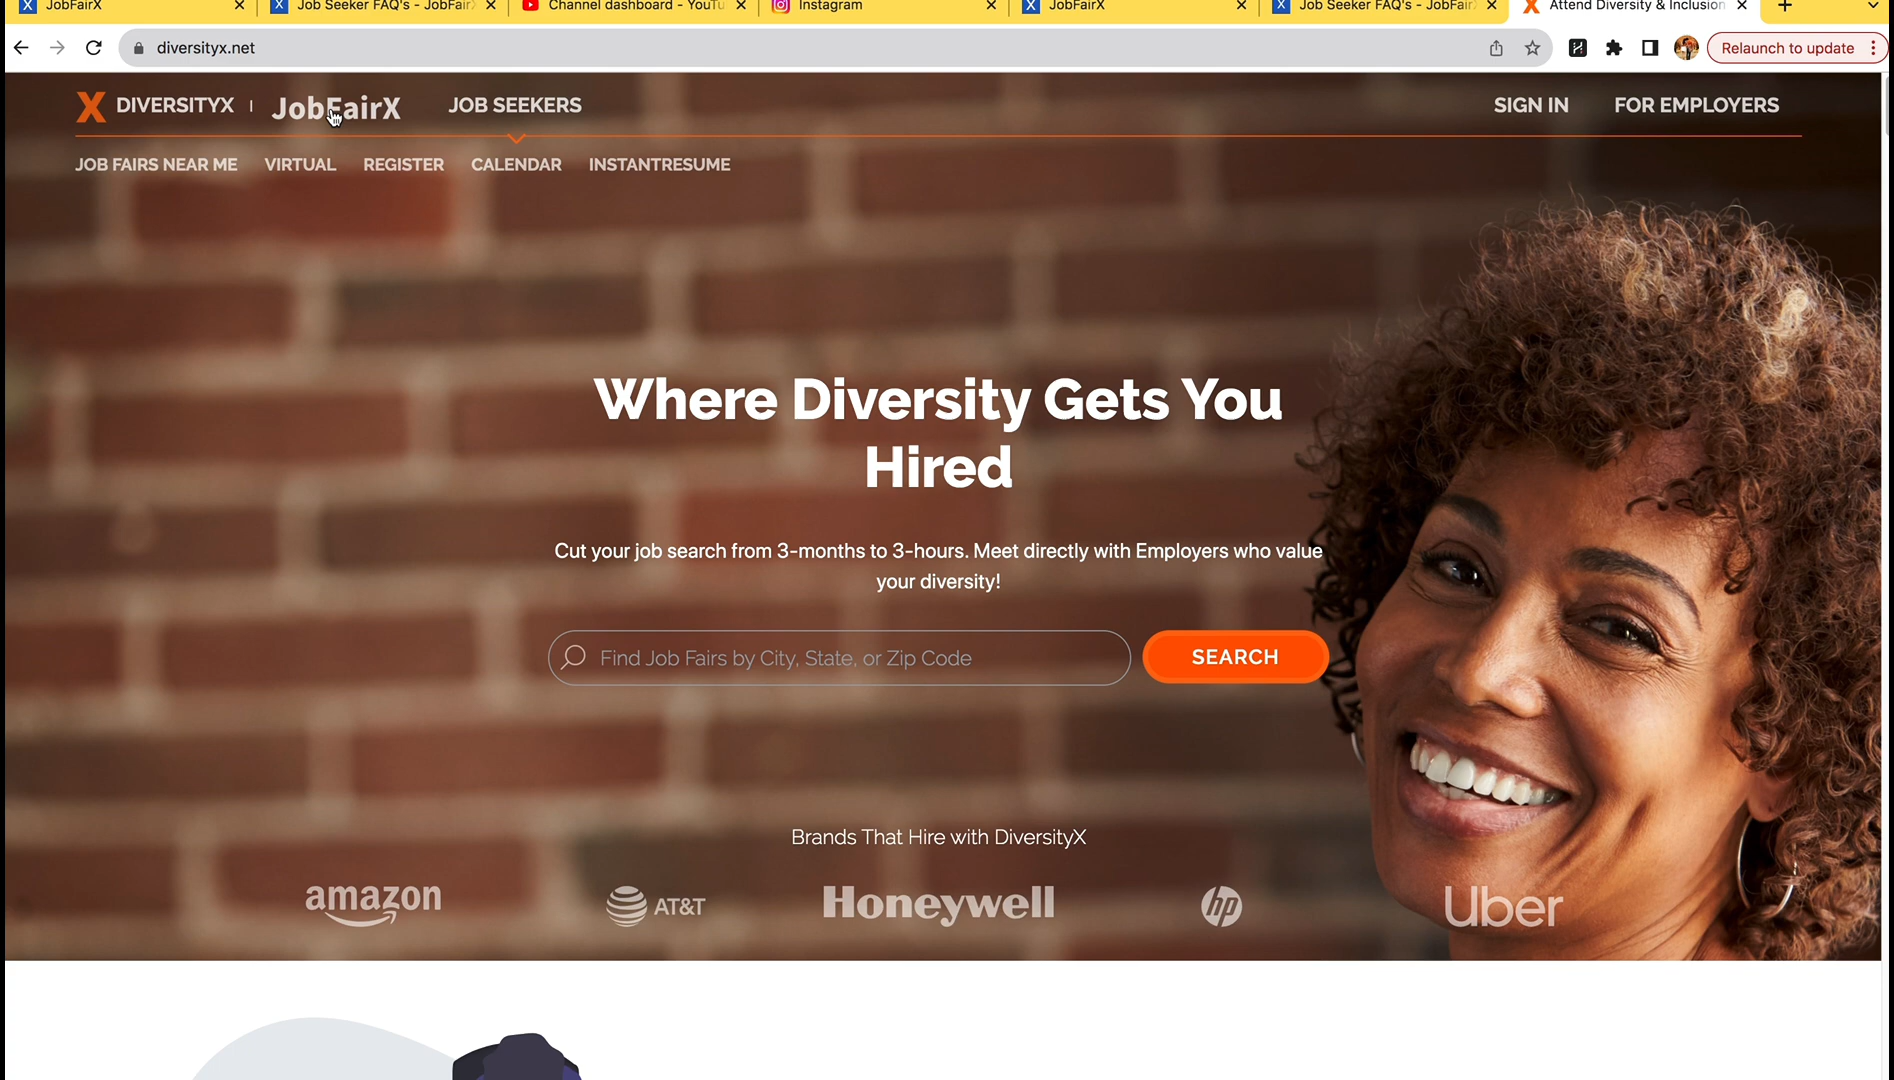 JobFairX
Job Seeker FAQ's - JobFairX
Channel dashboard - YouTu
Instagram
JobFairX
Job Seeker FAQ's - JobFairX
Attend Diversity & Inclusion
diversityx.net
Relaunch to update
X DIVERSITYX | JobFairX JOB SEEKERS SIGN IN FOR EMPLOYERS
JOB FAIRS NEAR ME VIRTUAL REGISTER CALENDAR INSTANTRESUME
Where Diversity Gets You
Hired
Cut your job search from 3-months to 3-hours. Meet directly with Employers who value
your diversity!
Find Job Fairs by City, State, or Zip Code SEARCH
Brands That Hire with DiversityX
amazon AT&T Honeywell hp Uber